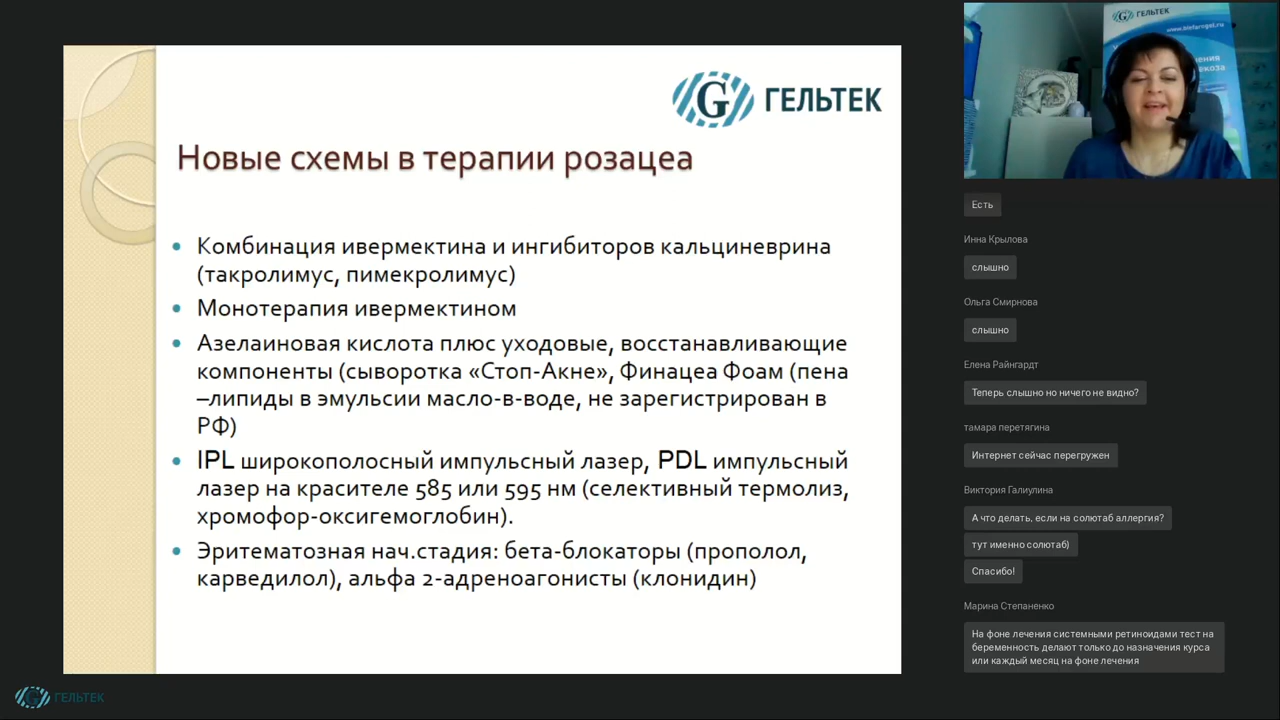 ГЕЛЬТЕК
Новые схемы в терапии розацеа
• Комбинация ивермектина и ингибиторов кальциневрина
(такролимус, пимекролимус)
• Монотерапия ивермектином
• Азелаиновая кислота плюс уходовые, восстанавливающие
компоненты (сыворотка «Стоп-Акне», Финацеа Фоам (пена
–липиды в эмульсии масло-в-воде, не зарегистрирован в
РФ)
• IPL широкополосный импульсный лазер, PDL импульсный
лазер на красителе 585 или 595 нм (селективный термолиз,
хромофор-оксигемоглобин).
• Эритематозная нач.стадия: бета-блокаторы (прополол,
карведилол), альфа 2-адреноагонисты (клонидин)
ГЕЛЬТЕК
ГЕЛЬТЕК
Есть
Инна Крылова
слышно
Ольга Смирнова
слышно
Елена Райнгардт
Теперь слышно но ничего не видно?
тамара перетягина
Интернет сейчас перегружен
Виктория Галиулина
А что делать, если на солютаб аллергия?
тут именно солютаб)
Спасибо!
Марина Степаненко
На фоне лечения системными ретиноидами тест на
беременность делают только до назначения курса
или каждый месяц на фоне лечения